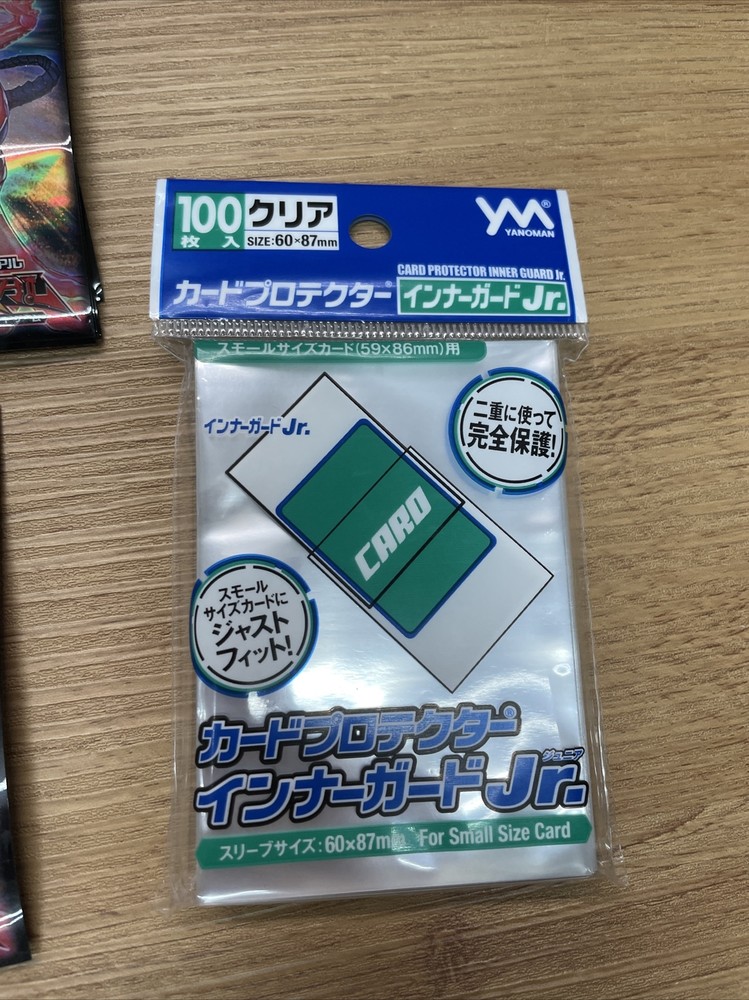 100
枚入
クリア
SIZE:60×87mm
YM®
YANOMAN
CARD PROTECTOR INNER GUARD Jr.
カードプロテクター®
インナーガードJr.
スモールサイズカード(59×86mm)用
インナーガードJr.
二重に使って
完全保護!
CARD
スモール
サイズカードに
ジャスト
フィット!
カードプロテクター®
ジュニア
インナーガードJr.
スリーブサイズ:60×87mm For Small Size Card